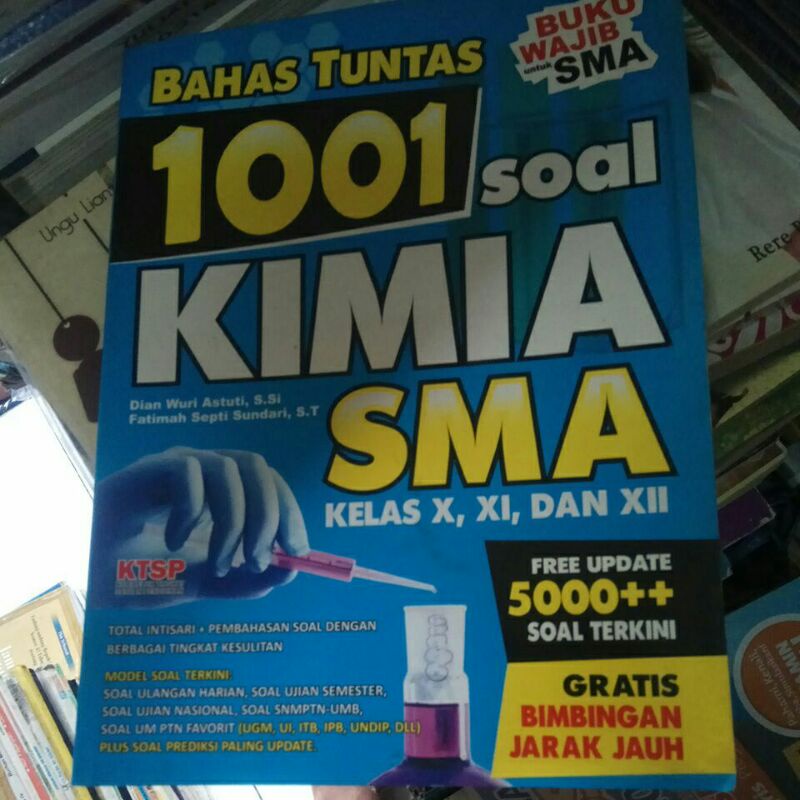 BUKU
WAJIB
untuk SMA
BAHAS TUNTAS
1001 soal
KIMIA
Dian Wuri Astuti, S.Si
Fatimah Septi Sundari, S.T
SMA
KELAS X, XI, DAN XII
KTSP
FREE UPDATE
5000++
SOAL TERKINI
TOTAL INTISARI + PEMBAHASAN SOAL DENGAN
BERBAGAI TINGKAT KESULITAN
MODEL SOAL TERKINI:
SOAL ULANGAN HARIAN, SOAL UJIAN SEMESTER,
SOAL UJIAN NASIONAL, SOAL SNMPTN-UMB,
SOAL UM PTN FAVORIT (UGM, UI, ITB, IPB, UNDIP, DLL)
PLUS SOAL PREDIKSI PALING UPDATE.
GRATIS
BIMBINGAN
JARAK JAUH
Ungu Lian
Rere